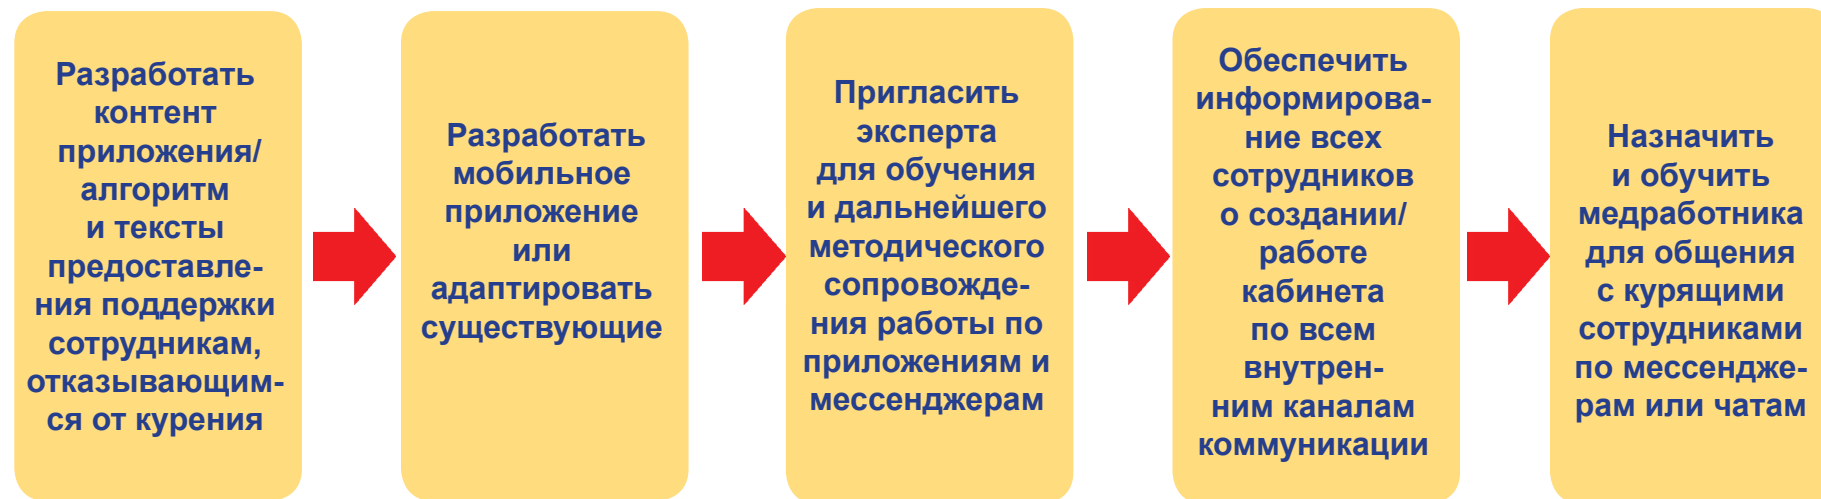 Разработать
контент
приложения/
алгоритм
и тексты
предоставле-
ния поддержки
сотрудникам,
отказывающим-
ся от курения
Разработать
мобильное
приложение
или
адаптировать
существующие
Пригласить
эксперта
для обучения
и дальнейшего
методического
сопровожде-
ния работы по
приложениям и
мессенджерам
Обеспечить
информирова-
ние всех
сотрудников
о создании/
работе
кабинета
по всем
внутрен-
ним каналам
коммуникации
Назначить
и обучить
медработника
для общения
с курящими
сотрудниками
по мессендже-
рам или чатам